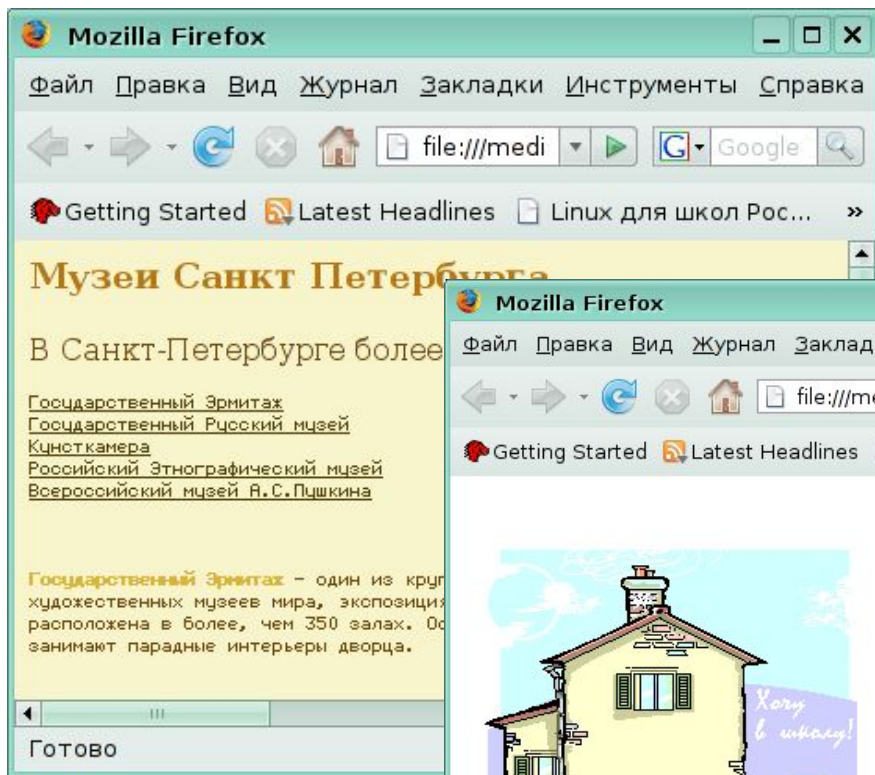 Mozilla Firefox
Файл Правка Вид Журнал Закладки Инструменты Справка
file:///medi
G Google
Getting Started Latest Headlines Linux для школ Рос... »
Музеи Санкт Петербурга
В Санкт-Петербурге более
Государственный Эрмитаж
Государственный Русский музей
Кунсткамера
Российский Этнографический музей
Всероссийский музей А.С.Пушкина
Государственный Эрмитаж – один из круп
художественных музеев мира, экспозиция
расположена в более, чем 350 залах. Ос
занимают парадные интерьеры дворца.
Готово
Mozilla Firefox
Файл Правка Вид Журнал Заклад
file:///me
Getting Started Latest Headlines
Хочу
в школу!